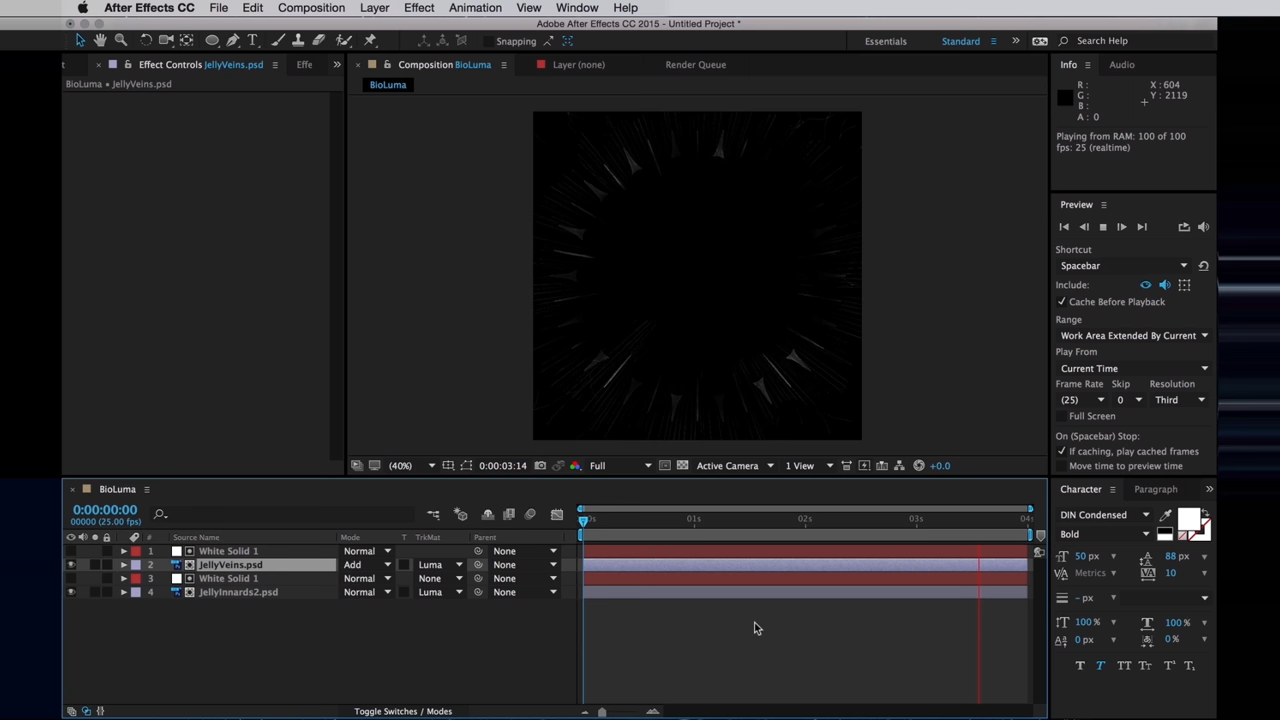 After Effects CC File Edit Composition Layer Effect Animation View Window Help
Adobe After Effects CC 2015 - Untitled Project *
Snapping
Essentials Standard Search Help
Effect Controls JellyVeins.psd Effe
BioLuma • JellyVeins.psd
Composition BioLuma Layer (none) Render Queue
BioLuma
Info Audio
R : X : 604
G : Y : 2119
B :
A : 0
Playing from RAM: 100 of 100
fps: 25 (realtime)
Preview
Shortcut
Spacebar
Include:
Cache Before Playback
Range
Work Area Extended By Current
Play From
Current Time
Frame Rate Skip Resolution
(25) 0 Third
Full Screen
On (Spacebar) Stop:
If caching, play cached frames
Move time to preview time
(40%) 0:00:03:14 Full Active Camera 1 View +0.0
BioLuma
0:00:00:00
00000 (25.00 fps)
0s 01s 02s 03s 04s
# Source Name Mode T TrkMat Parent
1 White Solid 1 Normal None
2 JellyVeins.psd Add Luma None
3 White Solid 1 Normal None None
4 JellyInnards2.psd Normal Luma None
Toggle Switches / Modes
Character Paragraph
DIN Condensed
Bold
50 px 88 px
Metrics 10
- px
100 % 100 %
0 px 0 %
T T TT Tt T¹ T₁